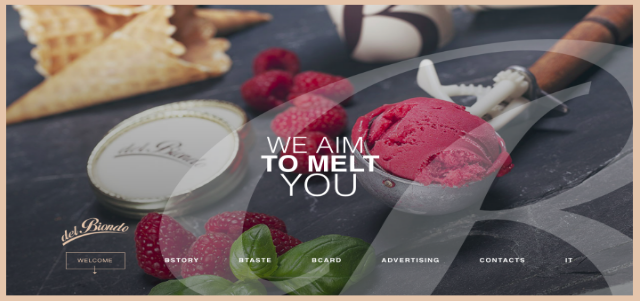 del Biondo
WE AIM
TO MELT
YOU
del Biondo
WELCOME
BSTORY
BTASTE
BCARD
ADVERTISING
CONTACTS
IT